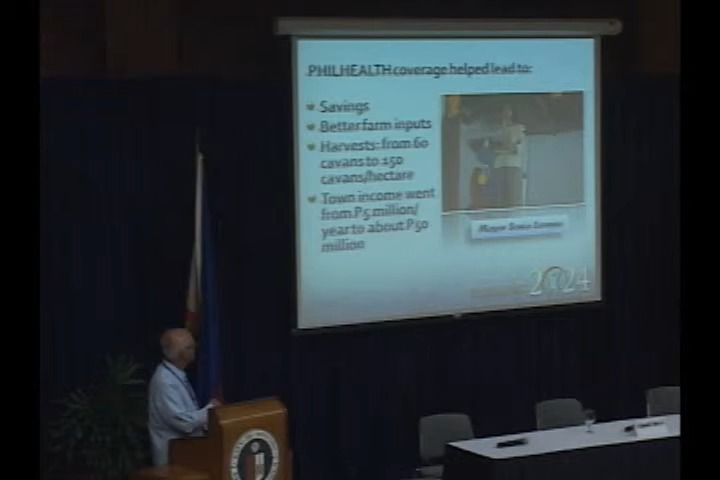 PHILHEALTH coverage helped lead to:
Savings
Better farm inputs
Harvests: from 60
cavans to 150
cavans/hectare
Town income went
from P5 million/
year to about P50
million
Mayor
2024